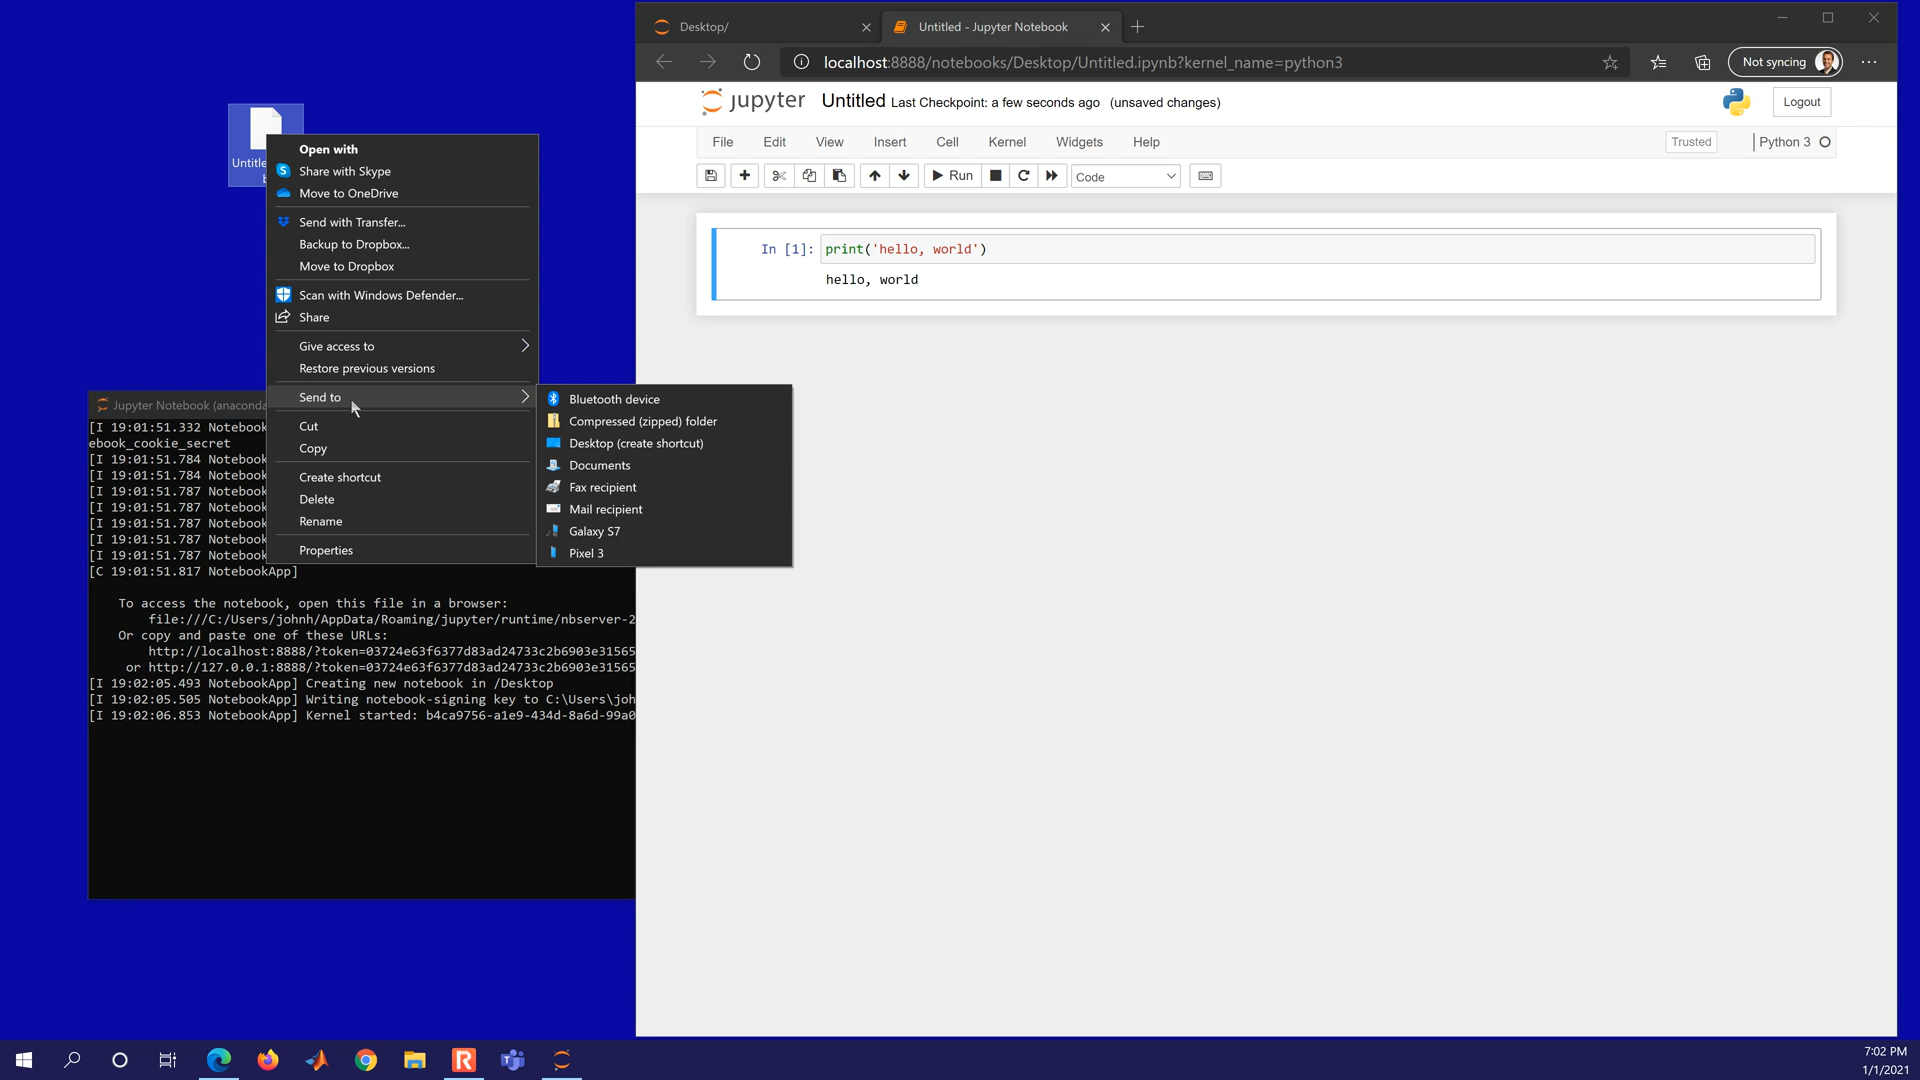 Desktop/
Untitled - Jupyter Notebook
localhost:8888/notebooks/Desktop/Untitled.ipynb?kernel_name=python3
Not syncing
jupyter Untitled Last Checkpoint: a few seconds ago (unsaved changes)
Logout
File Edit View Insert Cell Kernel Widgets Help
Trusted
Python 3
Run
Code
In [1]: print('hello, world')
hello, world
Untitle
Open with
Share with Skype
Move to OneDrive
Send with Transfer...
Backup to Dropbox...
Move to Dropbox
Scan with Windows Defender...
Share
Give access to
Restore previous versions
Send to
Cut
Copy
Create shortcut
Delete
Rename
Properties
Bluetooth device
Compressed (zipped) folder
Desktop (create shortcut)
Documents
Fax recipient
Mail recipient
Galaxy S7
Pixel 3
Jupyter Notebook (anaconda
[I 19:01:51.332 Notebook
ebook_cookie_secret
[I 19:01:51.784 Notebook
[I 19:01:51.784 Notebook
[I 19:01:51.787 Notebook
[I 19:01:51.787 Notebook
[I 19:01:51.787 Notebook
[I 19:01:51.787 Notebook
[I 19:01:51.787 Notebook
[C 19:01:51.817 NotebookApp]
To access the notebook, open this file in a browser:
file:///C:/Users/johnh/AppData/Roaming/jupyter/runtime/nbserver-2
Or copy and paste one of these URLs:
http://localhost:8888/?token=03724e63f6377d83ad24733c2b6903e31565
or http://127.0.0.1:8888/?token=03724e63f6377d83ad24733c2b6903e31565
[I 19:02:05.493 NotebookApp] Creating new notebook in /Desktop
[I 19:02:05.505 NotebookApp] Writing notebook-signing key to C:\Users\joh
[I 19:02:06.853 NotebookApp] Kernel started: b4ca9756-a1e9-434d-8a6d-99a0
7:02 PM
1/1/2021